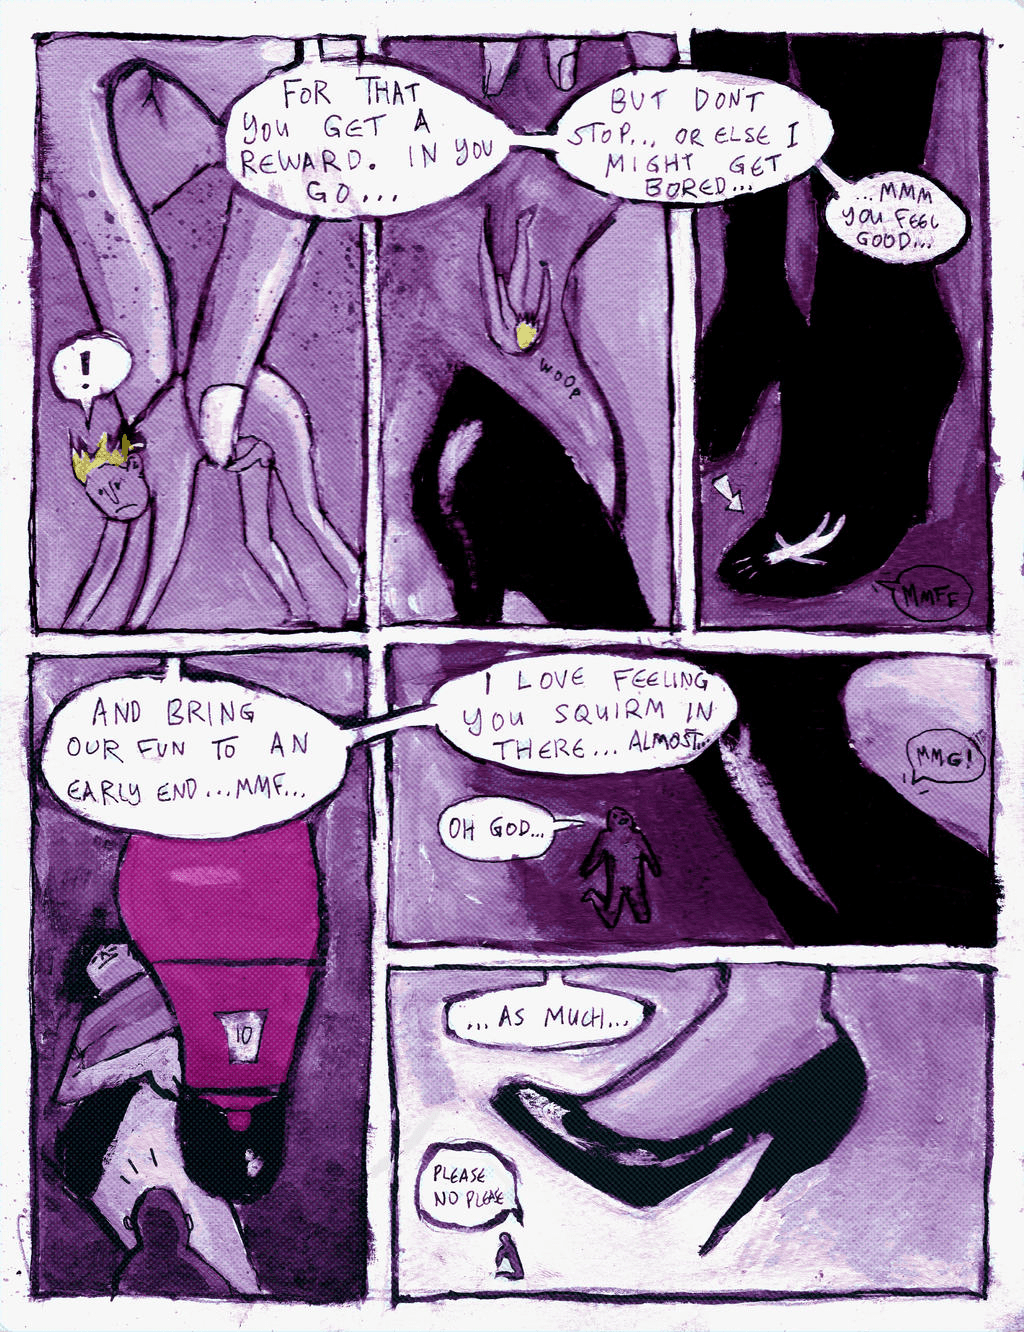 FOR THAT
YOU GET A
REWARD. IN YOU
GO...
BUT DON'T
STOP... OR ELSE I
MIGHT GET
BORED...
...MMM
YOU FEEL
GOOD...
!
WOOP
MMFF
AND BRING
OUR FUN TO AN
EARLY END...MMF...
I LOVE FEELING
YOU SQUIRM IN
THERE... ALMOST...
MMG!
OH GOD...
10
...AS MUCH...
PLEASE
NO PLEASE